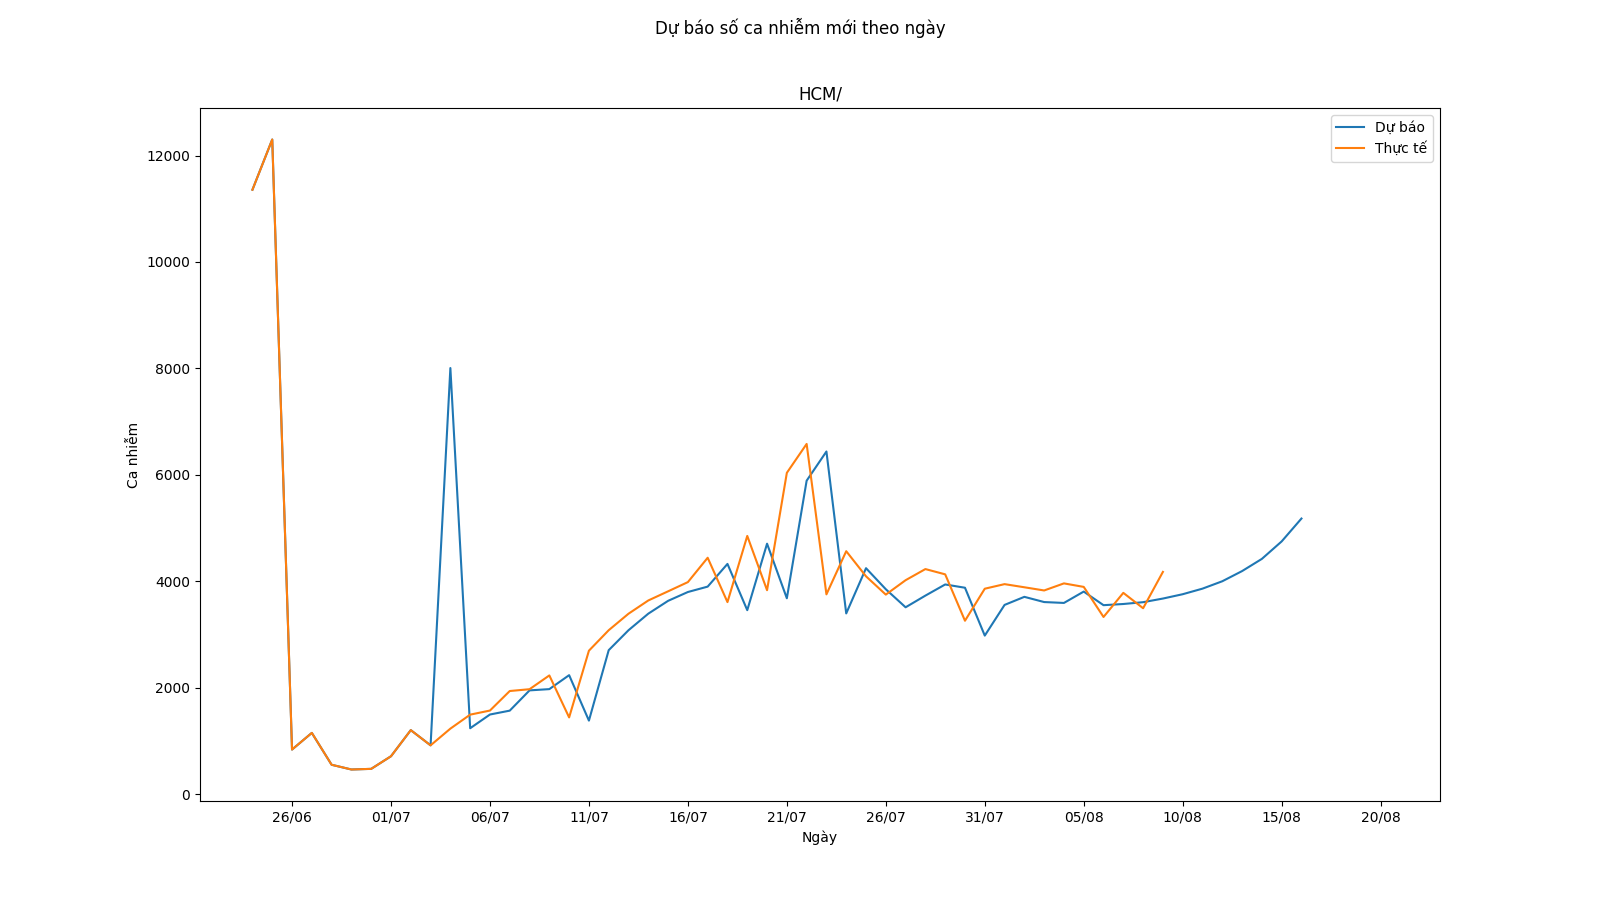 Dự báo số ca nhiễm mới theo ngày
HCM/
Dự báo
Thực tế
12000
10000
8000
6000
4000
2000
0
Ca nhiễm
26/06 01/07 06/07 11/07 16/07 21/07 26/07 31/07 05/08 10/08 15/08 20/08
Ngày